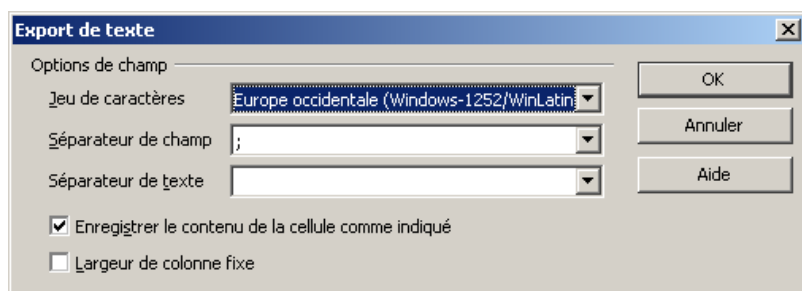 Export de texte
Options de champ
Jeu de caractères
Europe occidentale (Windows-1252/WinLatin
OK
Séparateur de champ
;
Annuler
Séparateur de texte
Aide
Enregistrer le contenu de la cellule comme indiqué
Largeur de colonne fixe